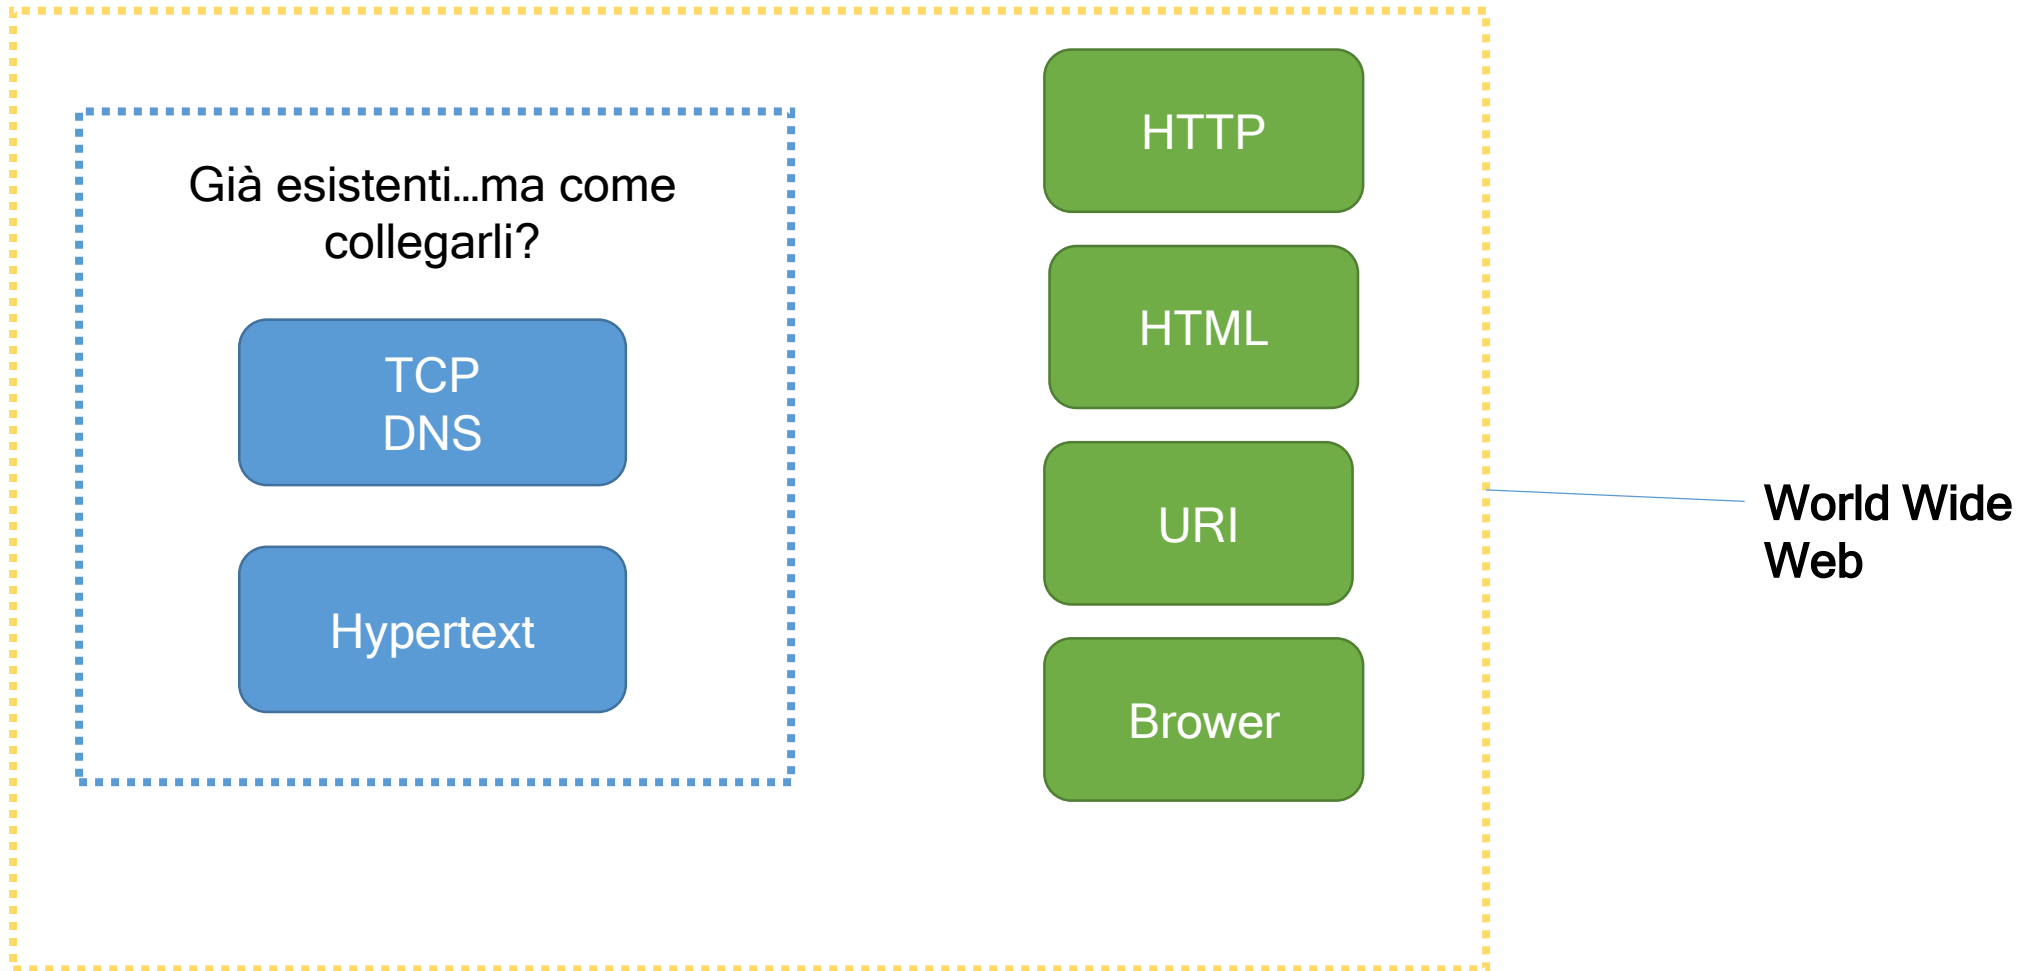 Già esistenti...ma come
collegarli?
TCP
DNS
Hypertext
HTTP
HTML
URI
Brower
World Wide
Web